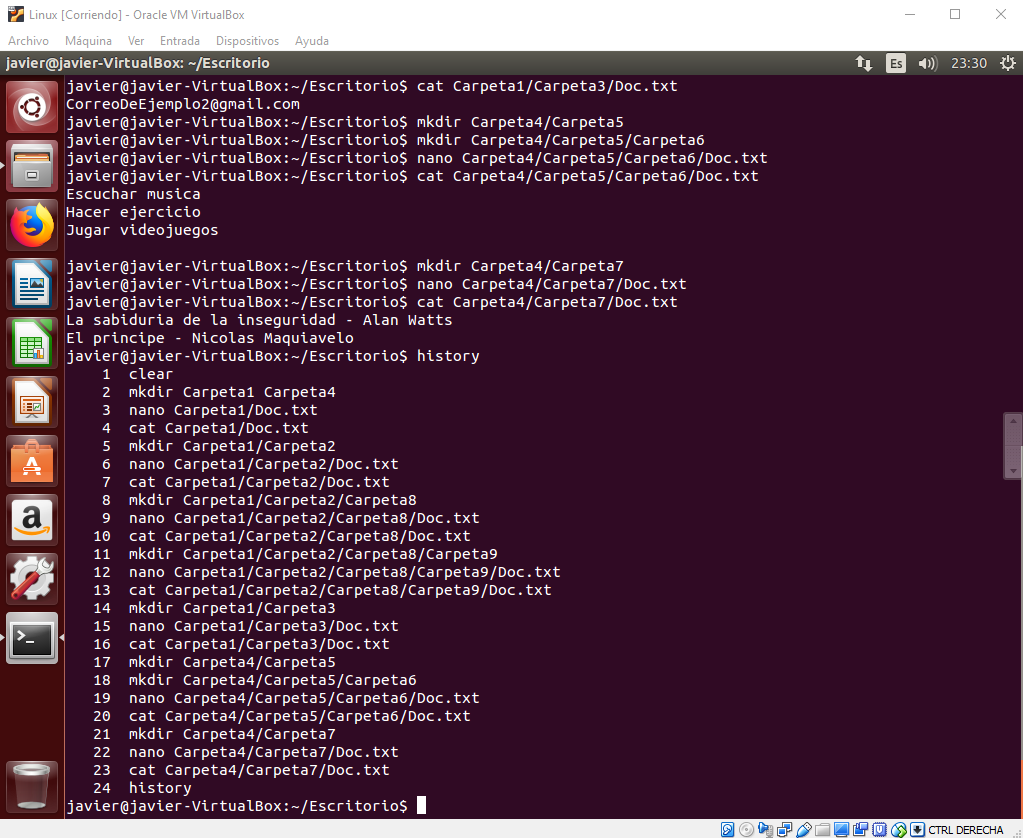 Linux [Corriendo] - Oracle VM VirtualBox
Archivo Máquina Ver Entrada Dispositivos Ayuda
javier@javier-VirtualBox: ~/Escritorio Es 23:30
javier@javier-VirtualBox:~/Escritorio$ cat Carpeta1/Carpeta3/Doc.txt
CorreoDeEjemplo2@gmail.com
javier@javier-VirtualBox:~/Escritorio$ mkdir Carpeta4/Carpeta5
javier@javier-VirtualBox:~/Escritorio$ mkdir Carpeta4/Carpeta5/Carpeta6
javier@javier-VirtualBox:~/Escritorio$ nano Carpeta4/Carpeta5/Carpeta6/Doc.txt
javier@javier-VirtualBox:~/Escritorio$ cat Carpeta4/Carpeta5/Carpeta6/Doc.txt
Escuchar musica
Hacer ejercicio
Jugar videojuegos
javier@javier-VirtualBox:~/Escritorio$ mkdir Carpeta4/Carpeta7
javier@javier-VirtualBox:~/Escritorio$ nano Carpeta4/Carpeta7/Doc.txt
javier@javier-VirtualBox:~/Escritorio$ cat Carpeta4/Carpeta7/Doc.txt
La sabiduria de la inseguridad - Alan Watts
El principe - Nicolas Maquiavelo
javier@javier-VirtualBox:~/Escritorio$ history
1 clear
2 mkdir Carpeta1 Carpeta4
3 nano Carpeta1/Doc.txt
4 cat Carpeta1/Doc.txt
5 mkdir Carpeta1/Carpeta2
6 nano Carpeta1/Carpeta2/Doc.txt
7 cat Carpeta1/Carpeta2/Doc.txt
8 mkdir Carpeta1/Carpeta2/Carpeta8
9 nano Carpeta1/Carpeta2/Carpeta8/Doc.txt
10 cat Carpeta1/Carpeta2/Carpeta8/Doc.txt
11 mkdir Carpeta1/Carpeta2/Carpeta8/Carpeta9
12 nano Carpeta1/Carpeta2/Carpeta8/Carpeta9/Doc.txt
13 cat Carpeta1/Carpeta2/Carpeta8/Carpeta9/Doc.txt
14 mkdir Carpeta1/Carpeta3
15 nano Carpeta1/Carpeta3/Doc.txt
16 cat Carpeta1/Carpeta3/Doc.txt
17 mkdir Carpeta4/Carpeta5
18 mkdir Carpeta4/Carpeta5/Carpeta6
19 nano Carpeta4/Carpeta5/Carpeta6/Doc.txt
20 cat Carpeta4/Carpeta5/Carpeta6/Doc.txt
21 mkdir Carpeta4/Carpeta7
22 nano Carpeta4/Carpeta7/Doc.txt
23 cat Carpeta4/Carpeta7/Doc.txt
24 history
javier@javier-VirtualBox:~/Escritorio$
CTRL DERECHA